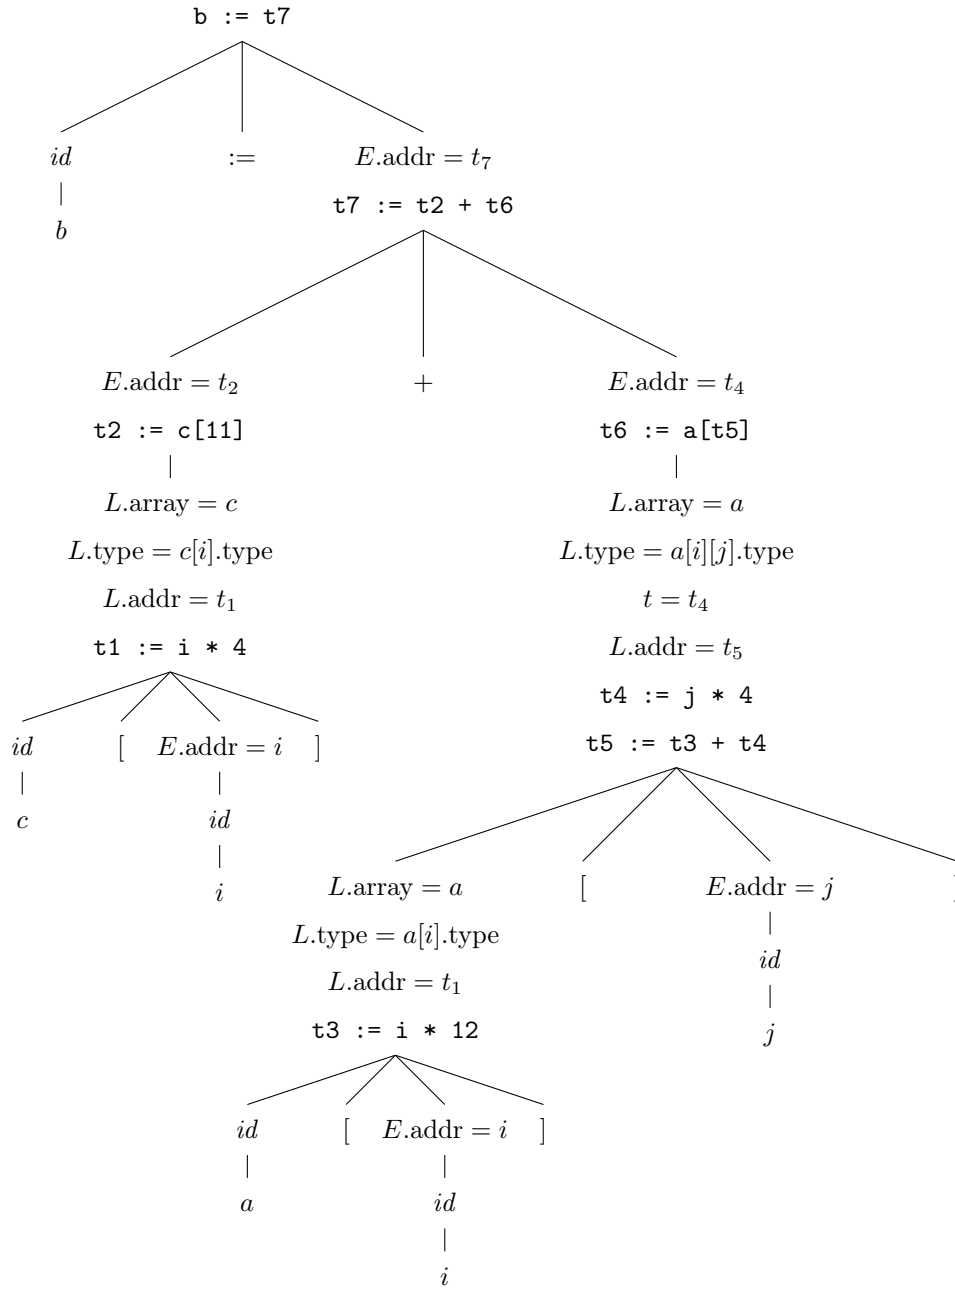 b := t7
id := E.addr = t₇
| t7 := t2 + t6
b
E.addr = t₂ + E.addr = t₄
t2 := c[11] t6 := a[t5]
| |
L.array = c L.array = a
L.type = c[i].type L.type = a[i][j].type
L.addr = t₁ t = t₄
t1 := i * 4 L.addr = t₅
t4 := j * 4
id [ E.addr = i ] t5 := t3 + t4
| |
c id
|
i
L.array = a [ E.addr = j ]
L.type = a[i].type |
L.addr = t₁ id
t3 := i * 12 |
j
id [ E.addr = i ]
| |
a id
|
i